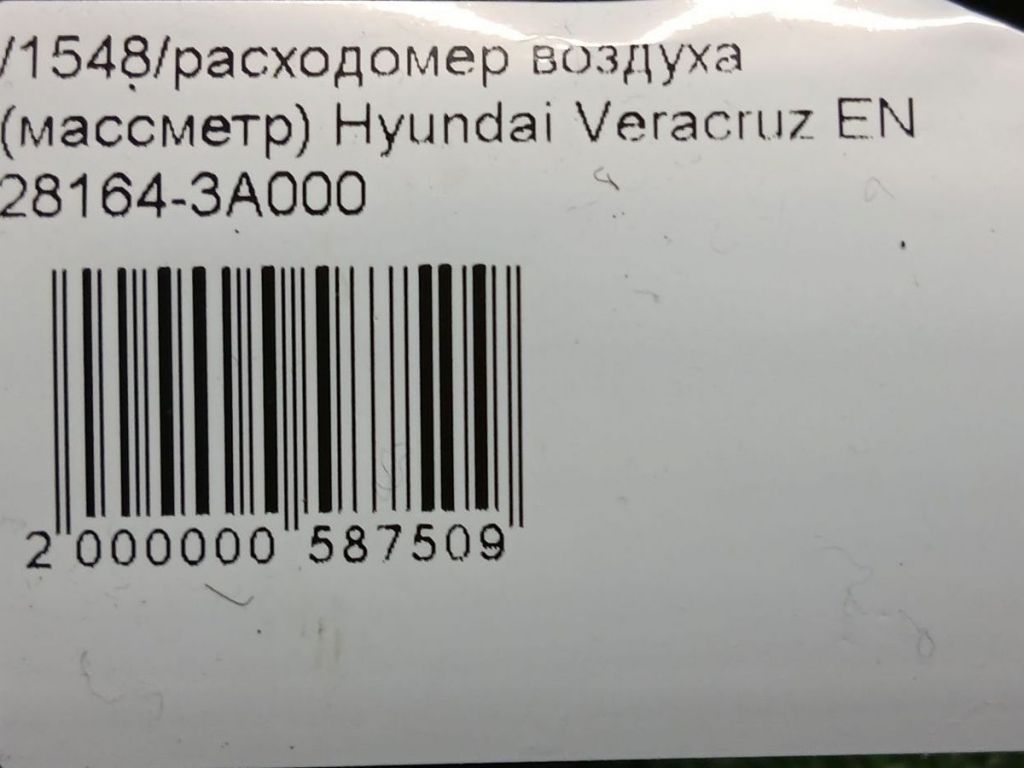 /1548/расходомер воздуха
(массметр) Hyundai Veracruz EN
28164-3A000
2 000000 587509